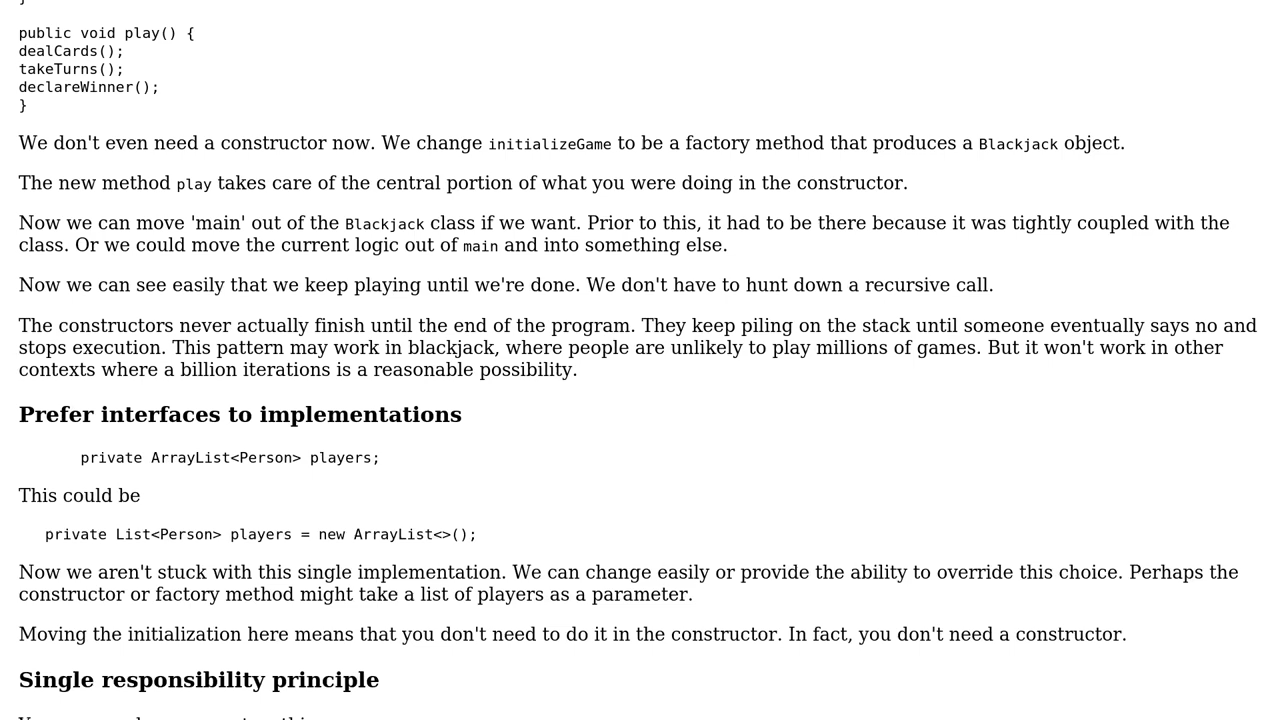 }
public void play() {
dealCards();
takeTurns();
declareWinner();
}
We don't even need a constructor now. We change initializeGame to be a factory method that produces a Blackjack object.
The new method play takes care of the central portion of what you were doing in the constructor.
Now we can move 'main' out of the Blackjack class if we want. Prior to this, it had to be there because it was tightly coupled with the
class. Or we could move the current logic out of main and into something else.
Now we can see easily that we keep playing until we're done. We don't have to hunt down a recursive call.
The constructors never actually finish until the end of the program. They keep piling on the stack until someone eventually says no and
stops execution. This pattern may work in blackjack, where people are unlikely to play millions of games. But it won't work in other
contexts where a billion iterations is a reasonable possibility.
Prefer interfaces to implementations
private ArrayList<Person> players;
This could be
private List<Person> players = new ArrayList<>();
Now we aren't stuck with this single implementation. We can change easily or provide the ability to override this choice. Perhaps the
constructor or factory method might take a list of players as a parameter.
Moving the initialization here means that you don't need to do it in the constructor. In fact, you don't need a constructor.
Single responsibility principle